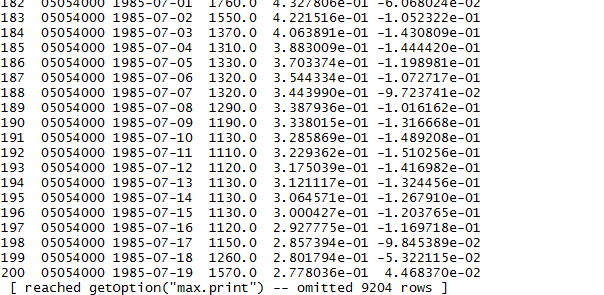 182 05054000 1985-07-01 1760.0 4.327806e-01 -6.068024e-02
183 05054000 1985-07-02 1550.0 4.221516e-01 -1.052322e-01
184 05054000 1985-07-03 1370.0 4.063891e-01 -1.430809e-01
185 05054000 1985-07-04 1310.0 3.883009e-01 -1.444420e-01
186 05054000 1985-07-05 1330.0 3.703374e-01 -1.198981e-01
187 05054000 1985-07-06 1320.0 3.544334e-01 -1.072717e-01
188 05054000 1985-07-07 1320.0 3.443990e-01 -9.723741e-02
189 05054000 1985-07-08 1290.0 3.387936e-01 -1.016162e-01
190 05054000 1985-07-09 1190.0 3.338015e-01 -1.316668e-01
191 05054000 1985-07-10 1130.0 3.285869e-01 -1.489208e-01
192 05054000 1985-07-11 1110.0 3.229362e-01 -1.510256e-01
193 05054000 1985-07-12 1120.0 3.175039e-01 -1.416982e-01
194 05054000 1985-07-13 1130.0 3.121117e-01 -1.324456e-01
195 05054000 1985-07-14 1130.0 3.064571e-01 -1.267910e-01
196 05054000 1985-07-15 1130.0 3.000427e-01 -1.203765e-01
197 05054000 1985-07-16 1120.0 2.927775e-01 -1.169718e-01
198 05054000 1985-07-17 1150.0 2.857394e-01 -9.845389e-02
199 05054000 1985-07-18 1260.0 2.801794e-01 -5.322115e-02
200 05054000 1985-07-19 1570.0 2.778036e-01 4.468370e-02
[ reached getOption("max.print") -- omitted 9204 rows ]